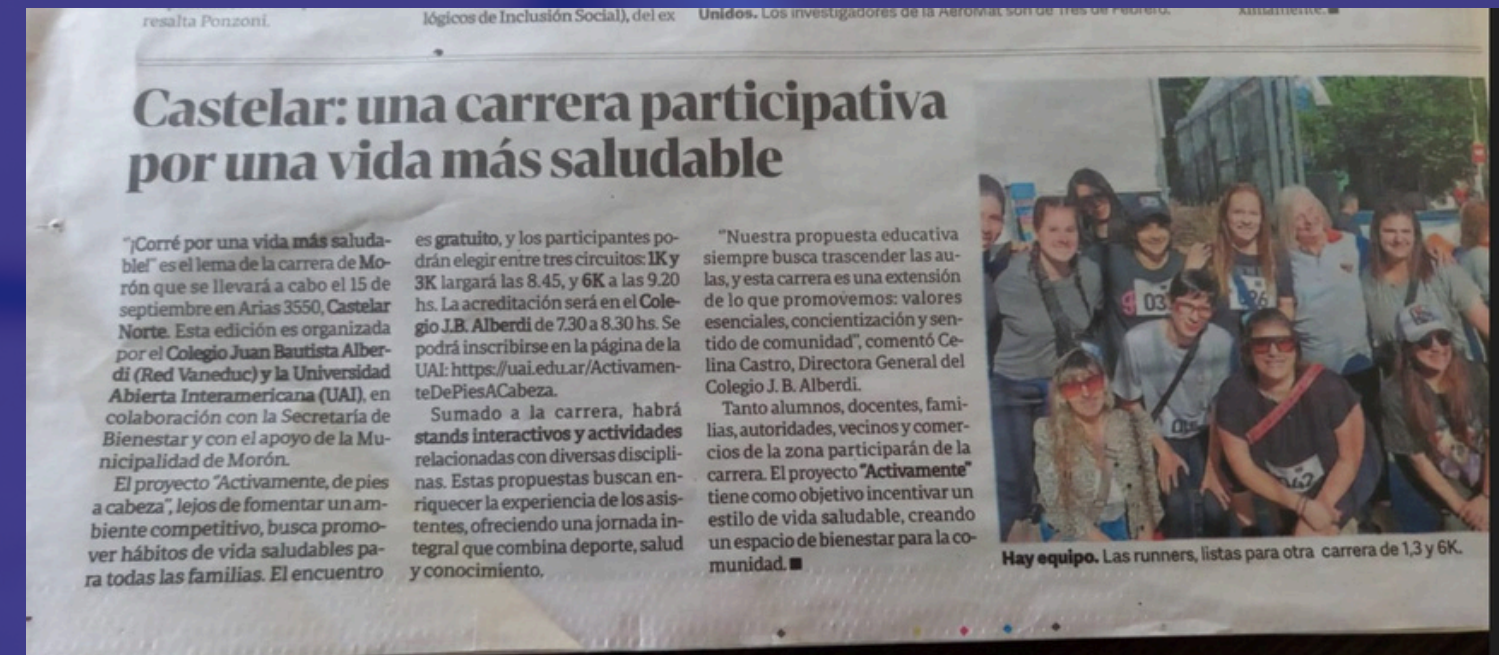 resalta Ponzoni.
lógicos de Inclusión Social), del ex
Unidos. Los investigadores de la AeroMat son de Tres de Febrero.
Castelar: una carrera participativa
por una vida más saludable
"¡Corré por una vida más saluda-
ble!" es el lema de la carrera de Mo-
rón que se llevará a cabo el 15 de
septiembre en Arias 3550, Castelar
Norte. Esta edición es organizada
por el Colegio Juan Bautista Alber-
di (Red Vaneduc) y la Universidad
Abierta Interamericana (UAI), en
colaboración con la Secretaría de
Bienestar y con el apoyo de la Mu-
nicipalidad de Morón.
El proyecto "Activamente, de pies
a cabeza", lejos de fomentar un am-
biente competitivo, busca promo-
ver hábitos de vida saludables pa-
ra todas las familias. El encuentro
es gratuito, y los participantes po-
drán elegir entre tres circuitos: 1K y
3K largará las 8.45, y 6K a las 9.20
hs. La acreditación será en el Cole-
gio J.B. Alberdi de 7.30 a 8.30 hs. Se
podrá inscribirse en la página de la
UAI: https://uai.edu.ar/Activamen-
teDePiesACabeza.
Sumado a la carrera, habrá
stands interactivos y actividades
relacionadas con diversas discipli-
nas. Estas propuestas buscan en-
riquecer la experiencia de los asis-
tentes, ofreciendo una jornada in-
tegral que combina deporte, salud
y conocimiento.
"Nuestra propuesta educativa
siempre busca trascender las au-
las, y esta carrera es una extensión
de lo que promovemos: valores
esenciales, concientización y sen-
tido de comunidad", comentó Ce-
lina Castro, Directora General del
Colegio J. B. Alberdi.
Tanto alumnos, docentes, fami-
lias, autoridades, vecinos y comer-
cios de la zona participarán de la
carrera. El proyecto "Activamente"
tiene como objetivo incentivar un
estilo de vida saludable, creando
un espacio de bienestar para la co-
munidad.
Hay equipo. Las runners, listas para otra carrera de 1,3 y 6K.